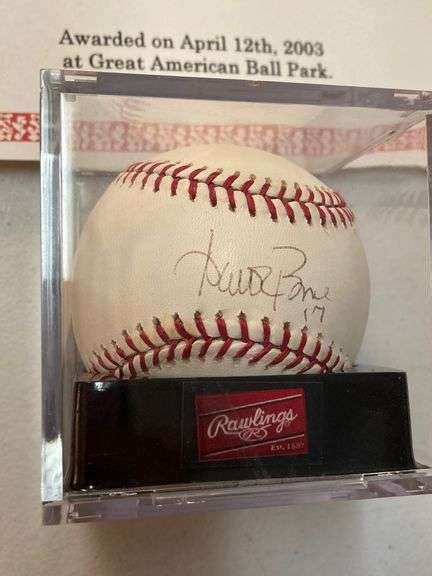 Awarded on April 12th, 2003
at Great American Ball Park.
17
Rawlings
R
Est. 1887